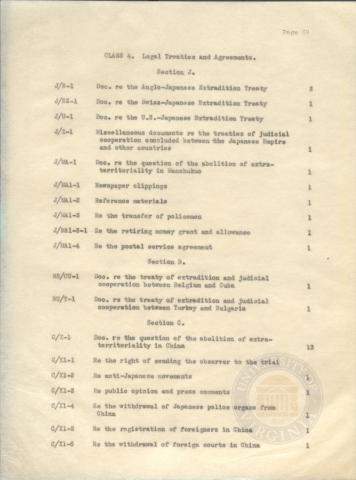 Page 69
CLASS 4. Legal Treaties and Agreements.
Section J.
J/B-1 Doc. re the Anglo-Japanese Extradition Treaty 2
J/SZ-1 Doc. re the Swiss-Japanese Extradition Treaty 1
J/U-1 Doc. re the U.S.-Japanese Extradition Treaty 1
J/X-1 Miscellaneous documents re the treaties of judicial
cooperation concluded between the Japanese Empire
and other countries 1
J/MA-1 Doc. re the question of the abolition of extra-
territoriality in Manchukuo 1
J/MA1-1 Newspaper clippings 1
J/MA1-2 Reference materials 1
J/MA1-3 Re the transfer of policemen 1
J/MA1-3-1 Re the retiring money grant and allowance 1
J/MA1-4 Re the postal service agreement 1
Section B.
Doc. re the treaty of extradition and judicial
cooperation between Belgium and Cuba 1
Doc. re the treaty of extradition and judicial
cooperation between Turkey and Bulgaria 1
Section C.
C/X-1 Doc. re the question of the abolition of extra-
territoriality in China 13
C/X1-1 Re the right of sending the observer to the trial
C/X1-2 Re anti-Japanese movements
C/X1-3 Re public opinion and press comments 1
C/X1-4 Re the withdrawal of Japanese police organs from
China 1
C/X1-5 Re the registration of foreigners in China 1
C/X1-6 Re the withdrawal of foreign courts in China 1